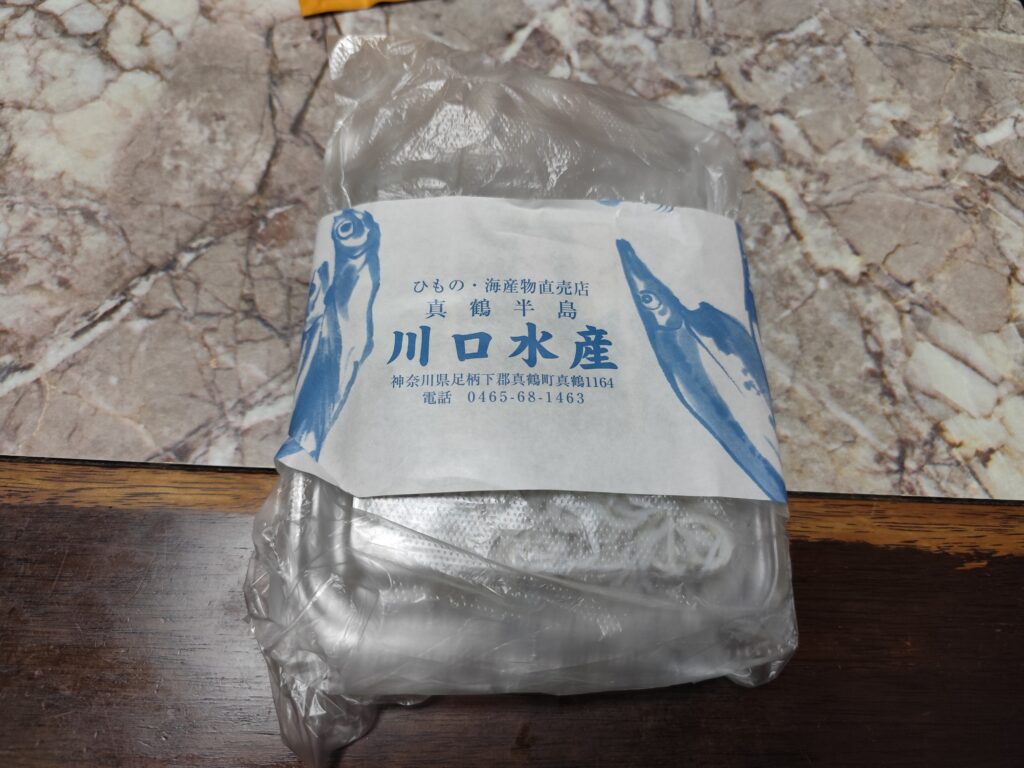 ひもの・海産物直売店
真鶴半島
川口水産
神奈川県足柄下郡真鶴町真鶴1164
電話 0465-68-1463